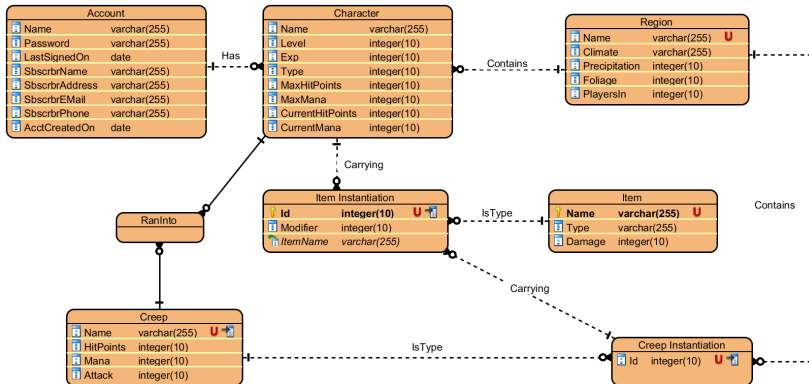 Account
Name varchar(255)
Password varchar(255)
LastSignedOn date
SbscrbrName varchar(255)
SbscrbrAddress varchar(255)
SbscrbrEMail varchar(255)
SbscrbrPhone varchar(255)
AcctCreatedOn date
Has
Character
Name varchar(255)
Level integer(10)
Exp integer(10)
Type integer(10)
MaxHitPoints integer(10)
MaxMana integer(10)
CurrentHitPoints integer(10)
CurrentMana integer(10)
Contains
Region
Name varchar(255) U
Climate varchar(255)
Precipitation integer(10)
Foliage integer(10)
PlayersIn integer(10)
Carrying
Item Instantiation
Id integer(10) U
Modifier integer(10)
ItemName varchar(255)
IsType
Item
Name varchar(255) U
Type varchar(255)
Damage integer(10)
Contains
RanInto
Carrying
Creep
Name varchar(255) U
HitPoints integer(10)
Mana integer(10)
Attack integer(10)
IsType
Creep Instantiation
Id integer(10) U